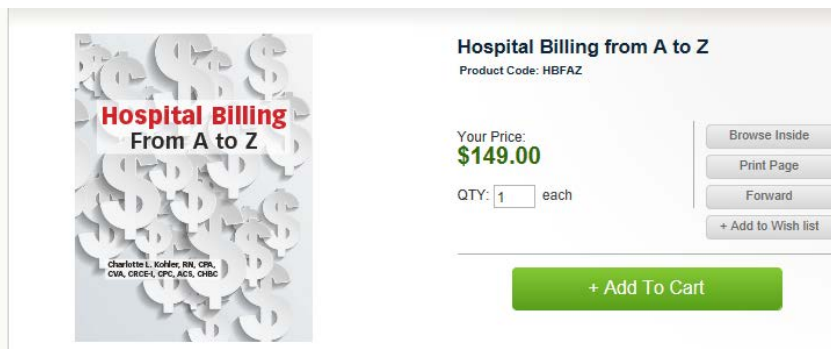 Hospital Billing
From A to Z
Charlotte L. Kohler, RN, CPA,
CVA, CRCE-I, CPC, ACS, CHBC
Hospital Billing from A to Z
Product Code: HBFAZ
Your Price:
$149.00
QTY: 1 each
Browse Inside
Print Page
Forward
+ Add to Wish list
+ Add To Cart